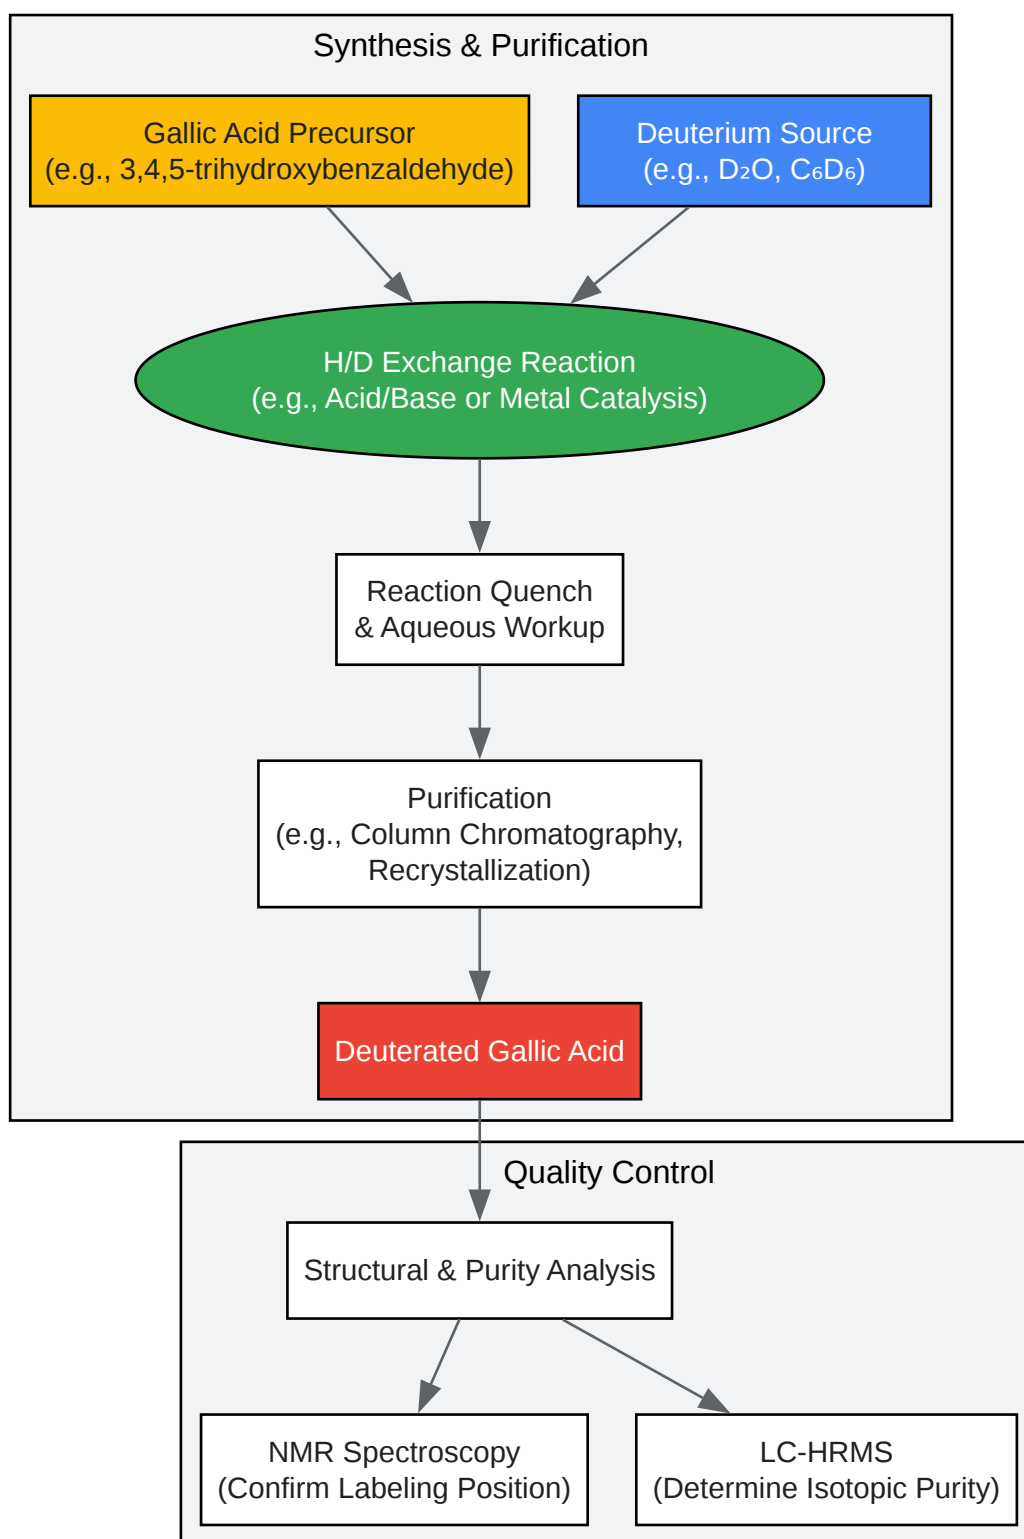 Synthesis & Purification
Gallic Acid Precursor
(e.g., 3,4,5-trihydroxybenzaldehyde)
Deuterium Source
(e.g., D₂O, C₆D₆)
H/D Exchange Reaction
(e.g., Acid/Base or Metal Catalysis)
Reaction Quench
& Aqueous Workup
Purification
(e.g., Column Chromatography,
Recrystallization)
Deuterated Gallic Acid
Quality Control
Structural & Purity Analysis
NMR Spectroscopy
(Confirm Labeling Position)
LC-HRMS
(Determine Isotopic Purity)